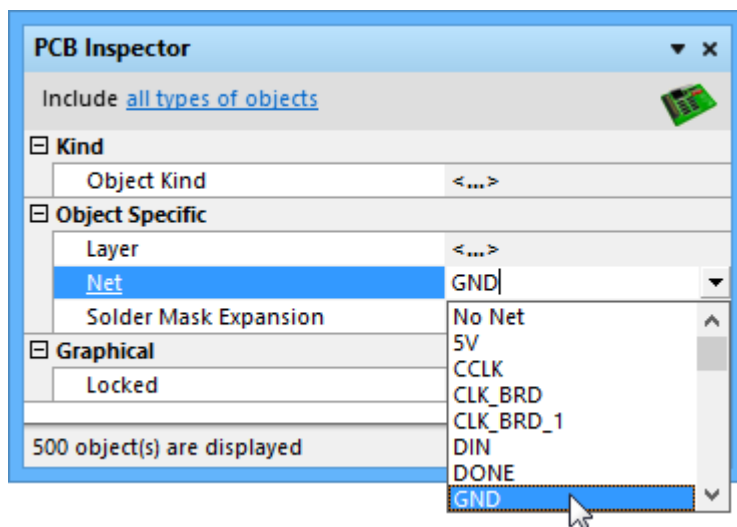 PCB Inspector
Include all types of objects
Kind
Object Kind <...>
Object Specific
Layer <...>
Net GND
Solder Mask Expansion
No Net
5V
CCLK
CLK_BRD
CLK_BRD_1
DIN
DONE
GND
Graphical
Locked
500 object(s) are displayed